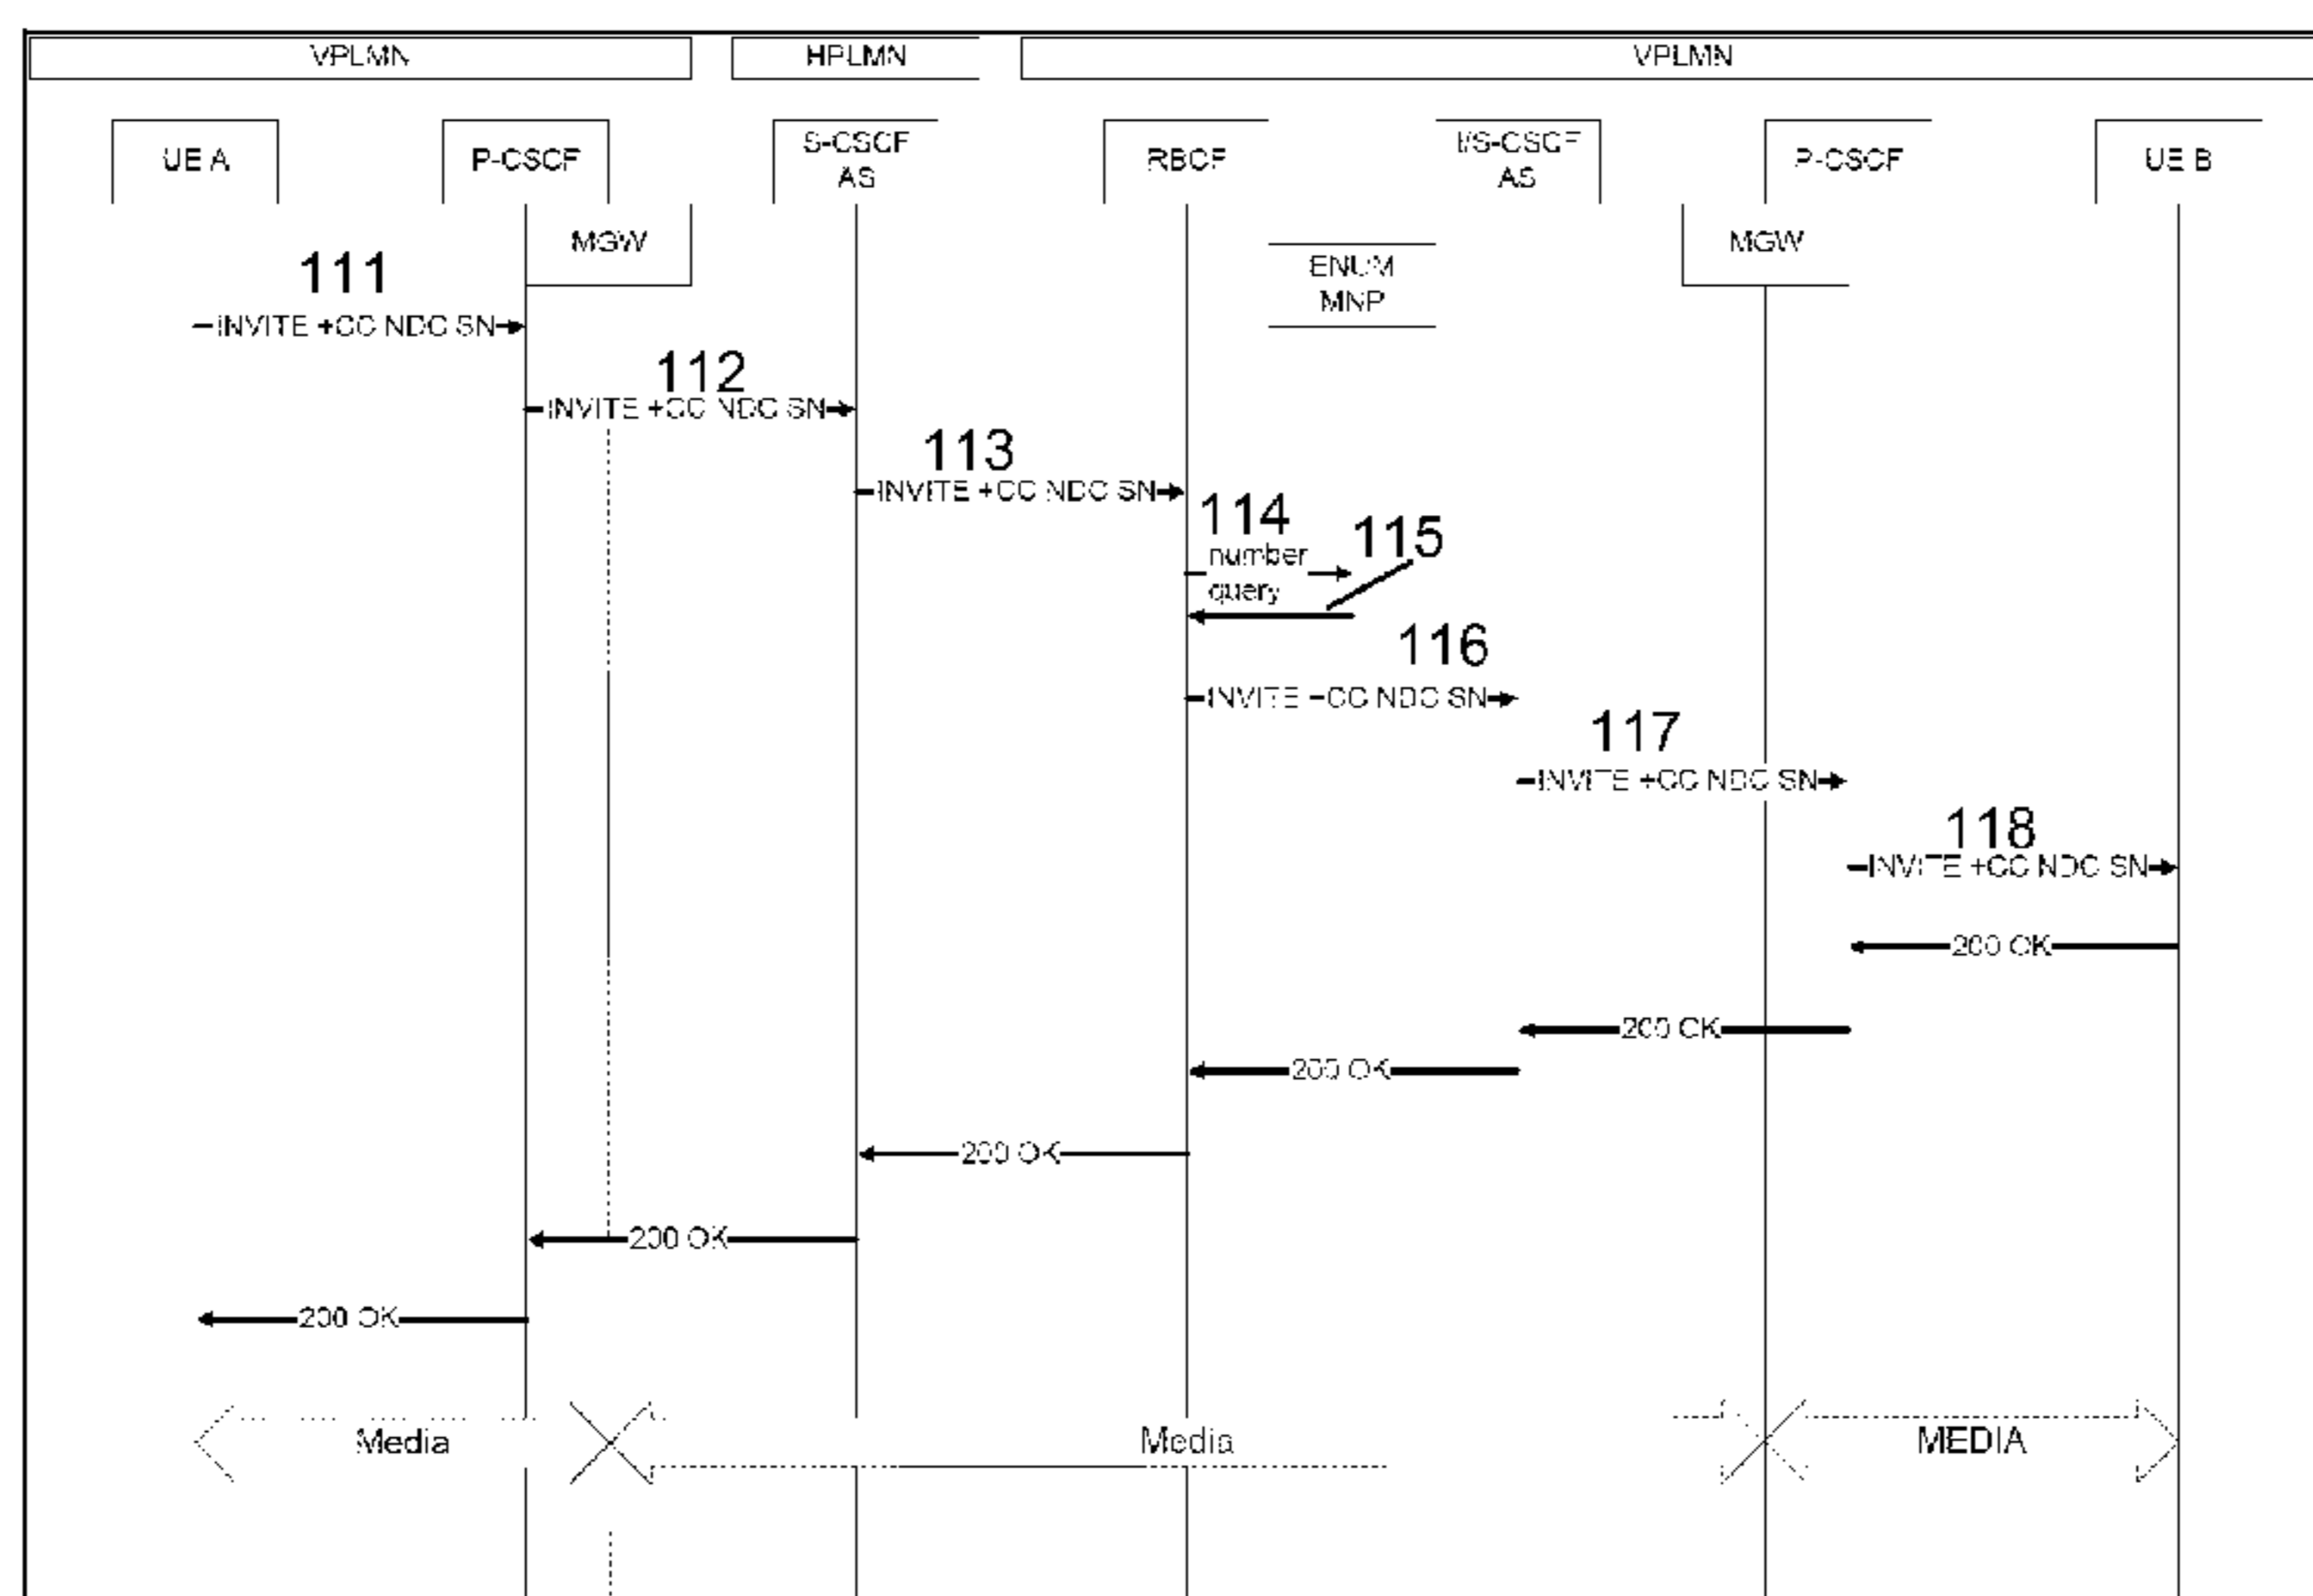 VPLMN
HPLMN
VPLMN
UE A
P-CSCF
S-CSCF
AS
RBCF
I/S-CSCF
AS
P-CSCF
UE B
MGW
MGW
ENUM
MNP
111
INVITE +CC NDC SN
112
INVITE +CC NDC SN
113
INVITE +CC NDC SN
114
115
number
query
116
INVITE +CC NDC SN
117
INVITE +CC NDC SN
118
INVITE +CC NDC SN
200 OK
200 OK
200 OK
200 OK
200 OK
200 OK
Media
Media
MEDIA